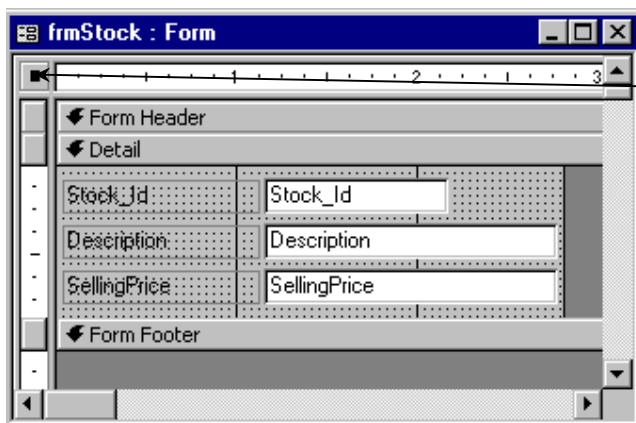 frmStock : Form
1 2 3
Form Header
Detail
Stock_Id Stock_Id
Description Description
SellingPrice SellingPrice
Form Footer